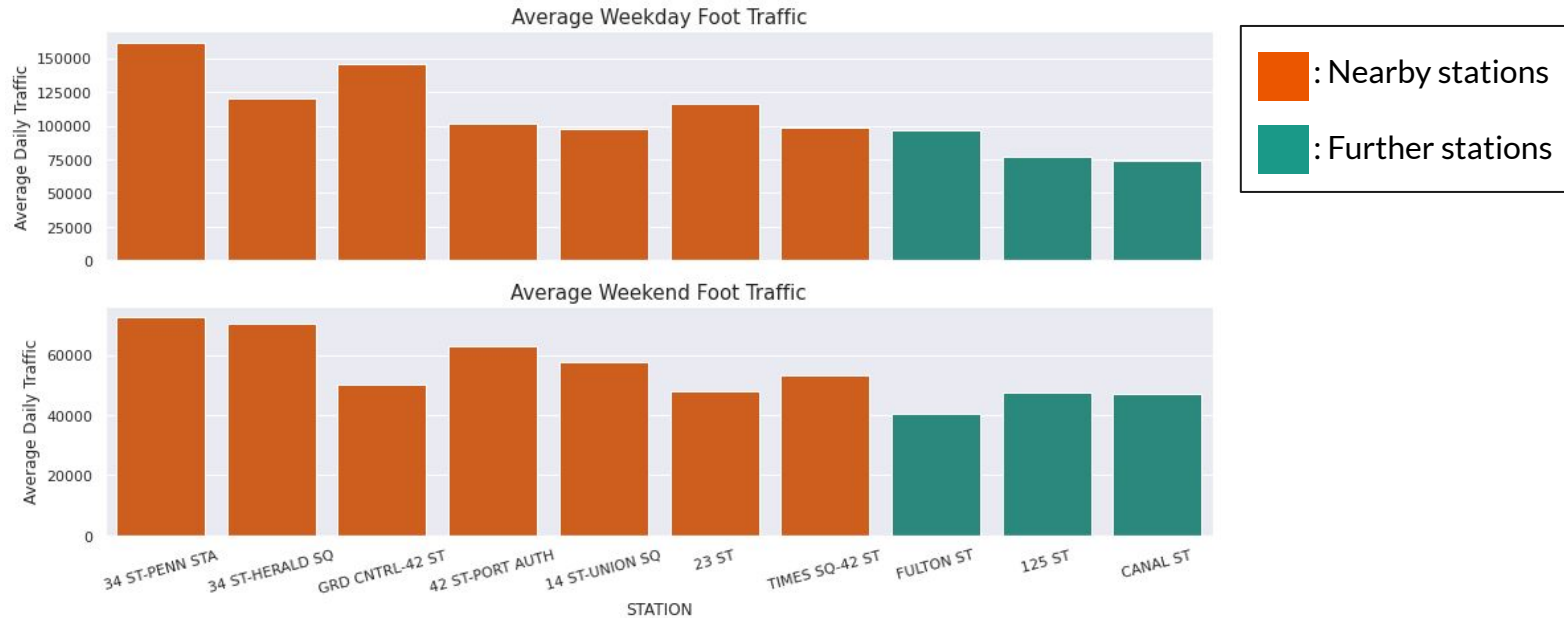 Average Weekday Foot Traffic
Average Daily Traffic
150000
125000
100000
75000
50000
25000
0
: Nearby stations
: Further stations
Average Weekend Foot Traffic
Average Daily Traffic
60000
40000
20000
0
34 ST-PENN STA
34 ST-HERALD SQ
GRD CNTRL-42 ST
42 ST-PORT AUTH
14 ST-UNION SQ
23 ST
TIMES SQ-42 ST
FULTON ST
125 ST
CANAL ST
STATION